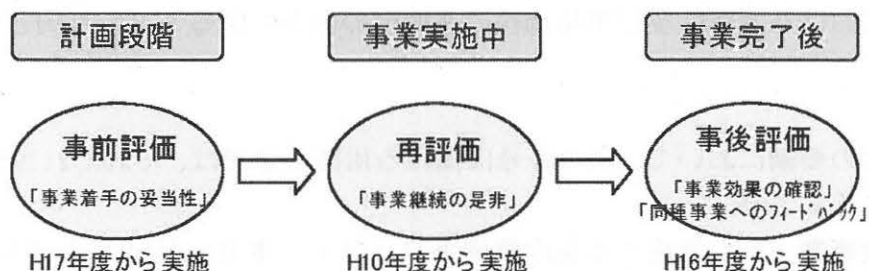 計画段階
事業実施中
事業完了後
事前評価
「事業着手の妥当性」
再評価
「事業継続の是非」
事後評価
「事業効果の確認」
「同種事業へのフィードバック」
H17年度から実施
H10年度から実施
H16年度から実施